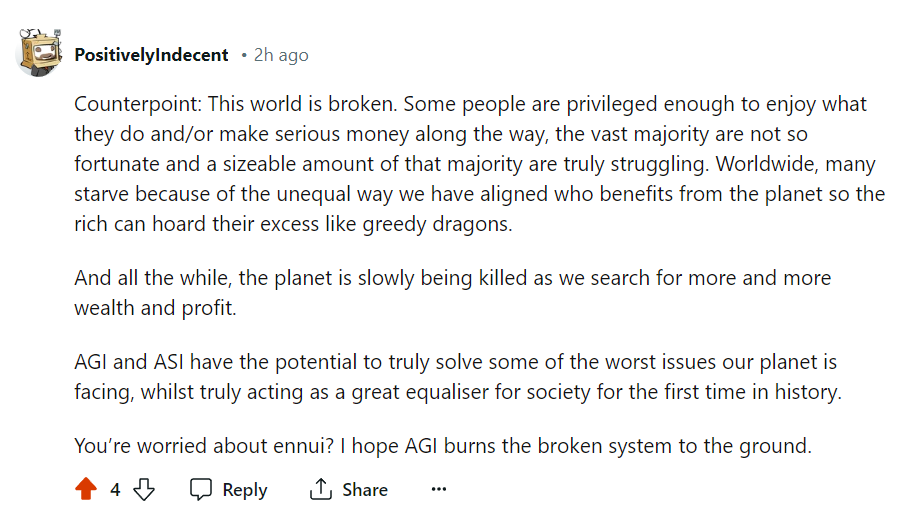 PositivelyIndecent • 2h ago
Counterpoint: This world is broken. Some people are privileged enough to enjoy what
they do and/or make serious money along the way, the vast majority are not so
fortunate and a sizeable amount of that majority are truly struggling. Worldwide, many
starve because of the unequal way we have aligned who benefits from the planet so the
rich can hoard their excess like greedy dragons.
And all the while, the planet is slowly being killed as we search for more and more
wealth and profit.
AGI and ASI have the potential to truly solve some of the worst issues our planet is
facing, whilst truly acting as a great equaliser for society for the first time in history.
You’re worried about ennui? I hope AGI burns the broken system to the ground.
4 Reply Share ···